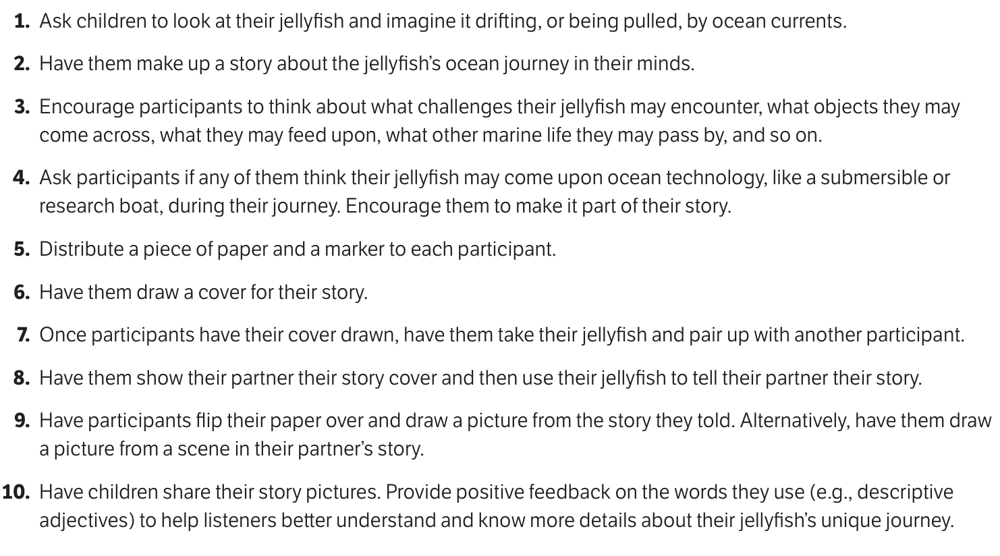 1. Ask children to look at their jellyfish and imagine it drifting, or being pulled, by ocean currents.
2. Have them make up a story about the jellyfish’s ocean journey in their minds.
3. Encourage participants to think about what challenges their jellyfish may encounter, what objects they may
come across, what they may feed upon, what other marine life they may pass by, and so on.
4. Ask participants if any of them think their jellyfish may come upon ocean technology, like a submersible or
research boat, during their journey. Encourage them to make it part of their story.
5. Distribute a piece of paper and a marker to each participant.
6. Have them draw a cover for their story.
7. Once participants have their cover drawn, have them take their jellyfish and pair up with another participant.
8. Have them show their partner their story cover and then use their jellyfish to tell their partner their story.
9. Have participants flip their paper over and draw a picture from the story they told. Alternatively, have them draw
a picture from a scene in their partner’s story.
10. Have children share their story pictures. Provide positive feedback on the words they use (e.g., descriptive
adjectives) to help listeners better understand and know more details about their jellyfish’s unique journey.